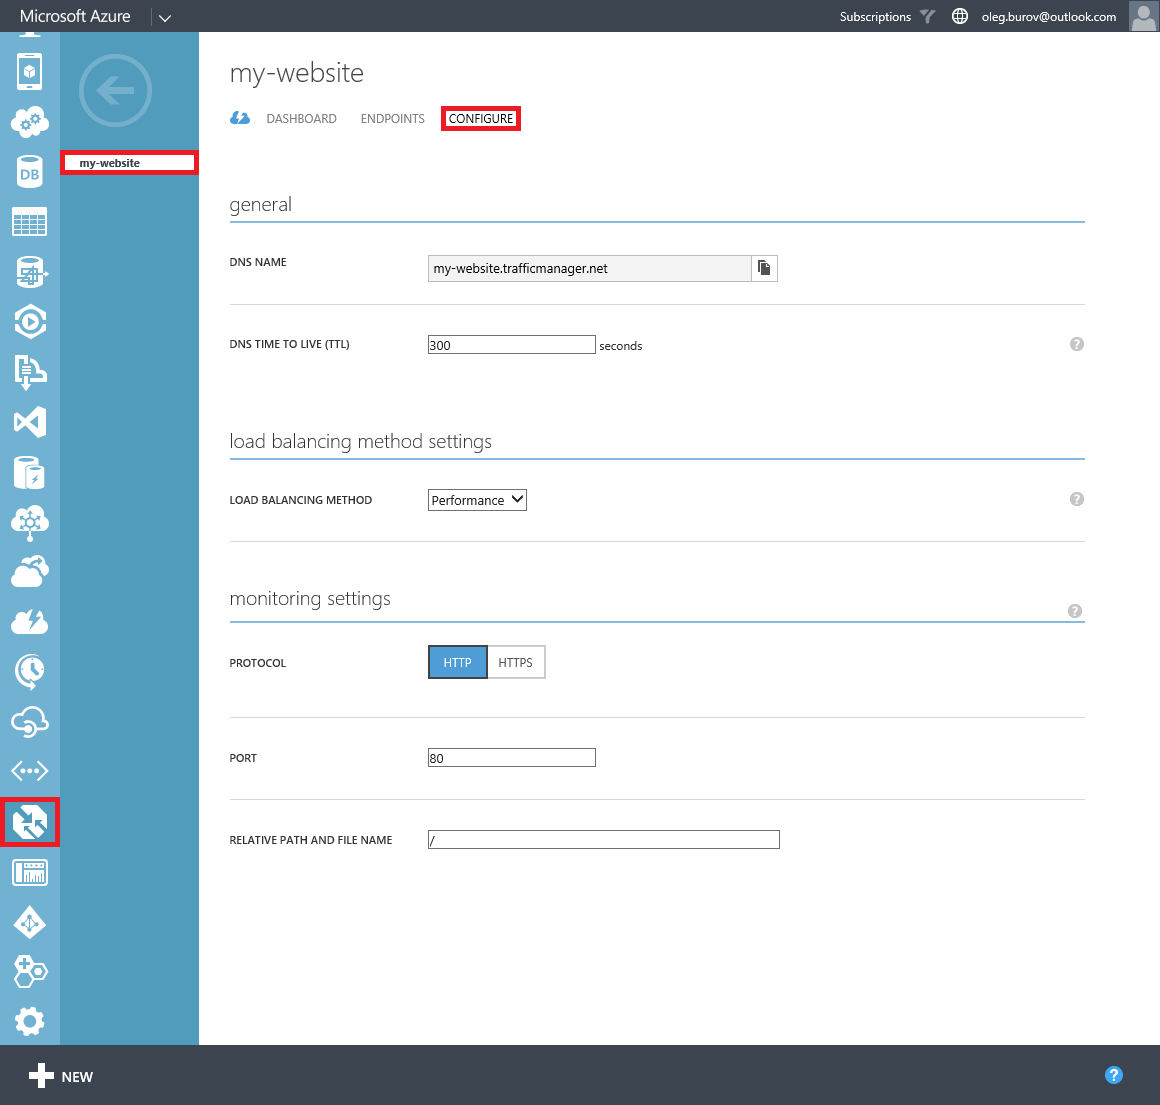 Microsoft Azure
Subscriptions oleg.burov@outlook.com
my-website
DASHBOARD ENDPOINTS CONFIGURE
my-website
DB
general
DNS NAME my-website.trafficmanager.net
DNS TIME TO LIVE (TTL) 300 seconds ?
load balancing method settings
LOAD BALANCING METHOD Performance ?
monitoring settings ?
PROTOCOL HTTP HTTPS
PORT 80
RELATIVE PATH AND FILE NAME /
NEW ?